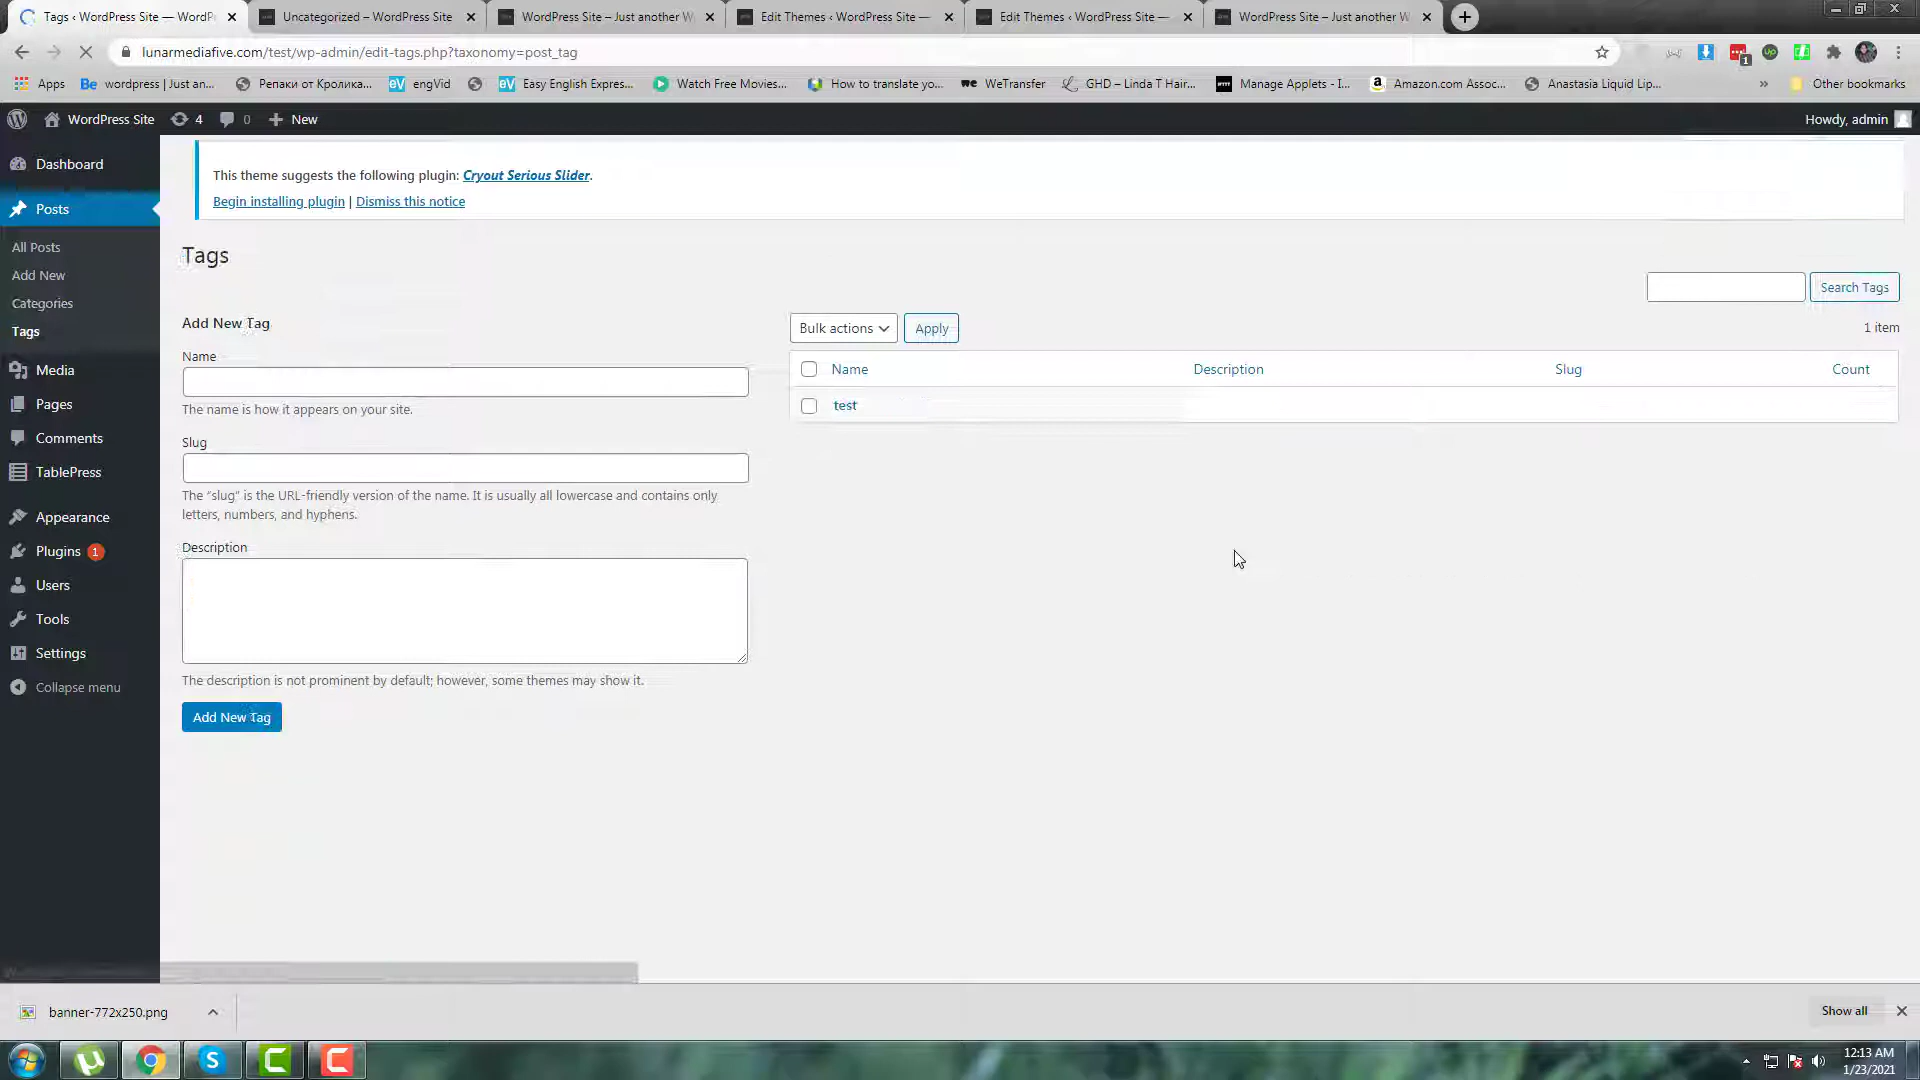 Tags ‹ WordPress Site — WordP
Uncategorized – WordPress Site
WordPress Site – Just another W
Edit Themes ‹ WordPress Site —
Edit Themes ‹ WordPress Site —
WordPress Site – Just another W
lunarmediafive.com/test/wp-admin/edit-tags.php?taxonomy=post_tag
1
Apps
Be wordpress | Just an...
Репаки от Кролика...
eV engVid
eV Easy English Expres...
Watch Free Movies...
How to translate yo...
we WeTransfer
GHD – Linda T Hair...
Manage Applets - I...
Amazon.com Assoc...
Anastasia Liquid Lip...
»
Other bookmarks
WordPress Site
4
0
New
Howdy, admin
Dashboard
Posts
All Posts
Add New
Categories
Tags
Media
Pages
Comments
TablePress
Appearance
Plugins 1
Users
Tools
Settings
Collapse menu
This theme suggests the following plugin: Cryout Serious Slider.
Begin installing plugin | Dismiss this notice
Tags
Search Tags
Add New Tag
Name
The name is how it appears on your site.
Slug
The “slug” is the URL-friendly version of the name. It is usually all lowercase and contains only
letters, numbers, and hyphens.
Description
The description is not prominent by default; however, some themes may show it.
Add New Tag
Bulk actions
Apply
1 item
Name Description Slug Count
test
banner-772x250.png
Show all
12:13 AM
1/23/2021